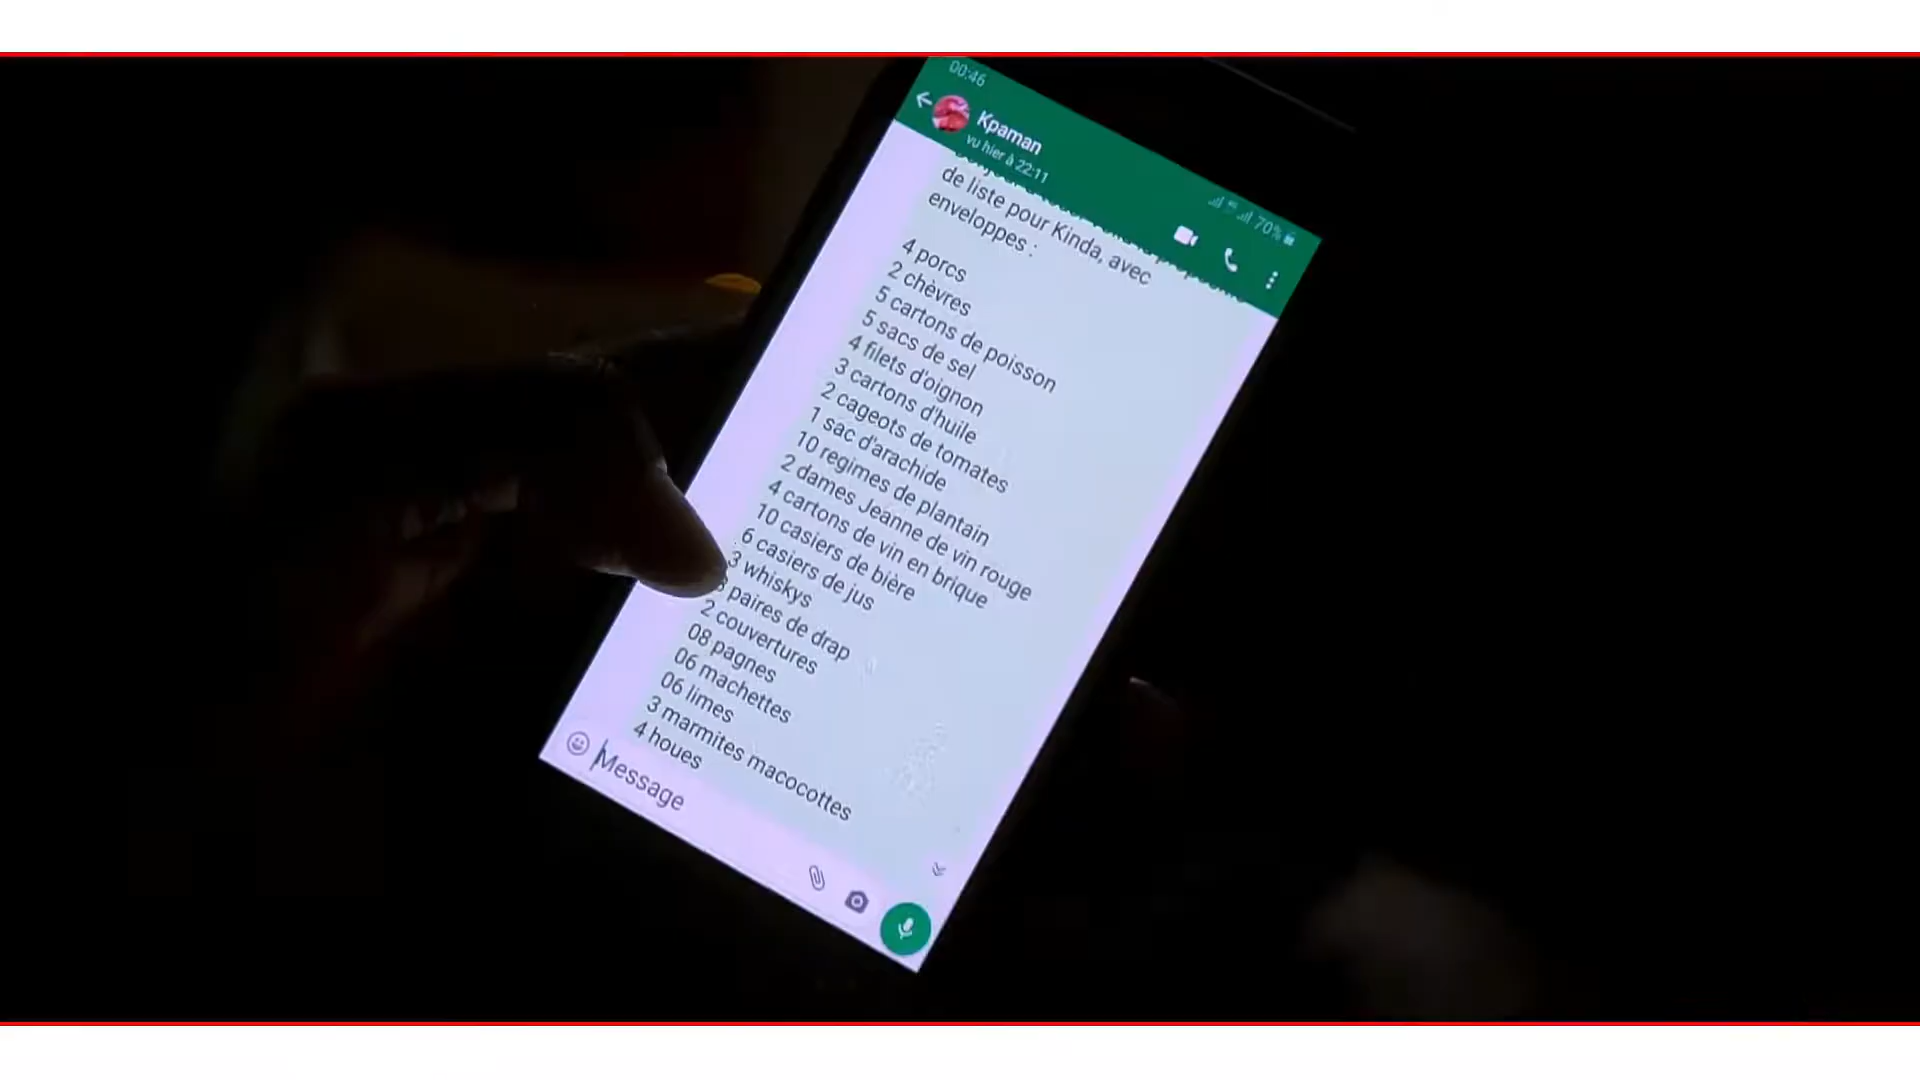 00:46
70%
Kpaman
vu hier à 22:11
de liste pour Kinda, avec
enveloppes :
4 porcs
2 chèvres
5 cartons de poisson
5 sacs de sel
4 filets d'oignon
3 cartons d'huile
2 cageots de tomates
1 sac d'arachide
10 regimes de plantain
2 dames Jeanne de vin rouge
4 cartons de vin en brique
10 casiers de bière
6 casiers de jus
3 whiskys
paires de drap
2 couvertures
08 pagnes
06 machettes
06 limes
3 marmites macocottes
4 houes
Message